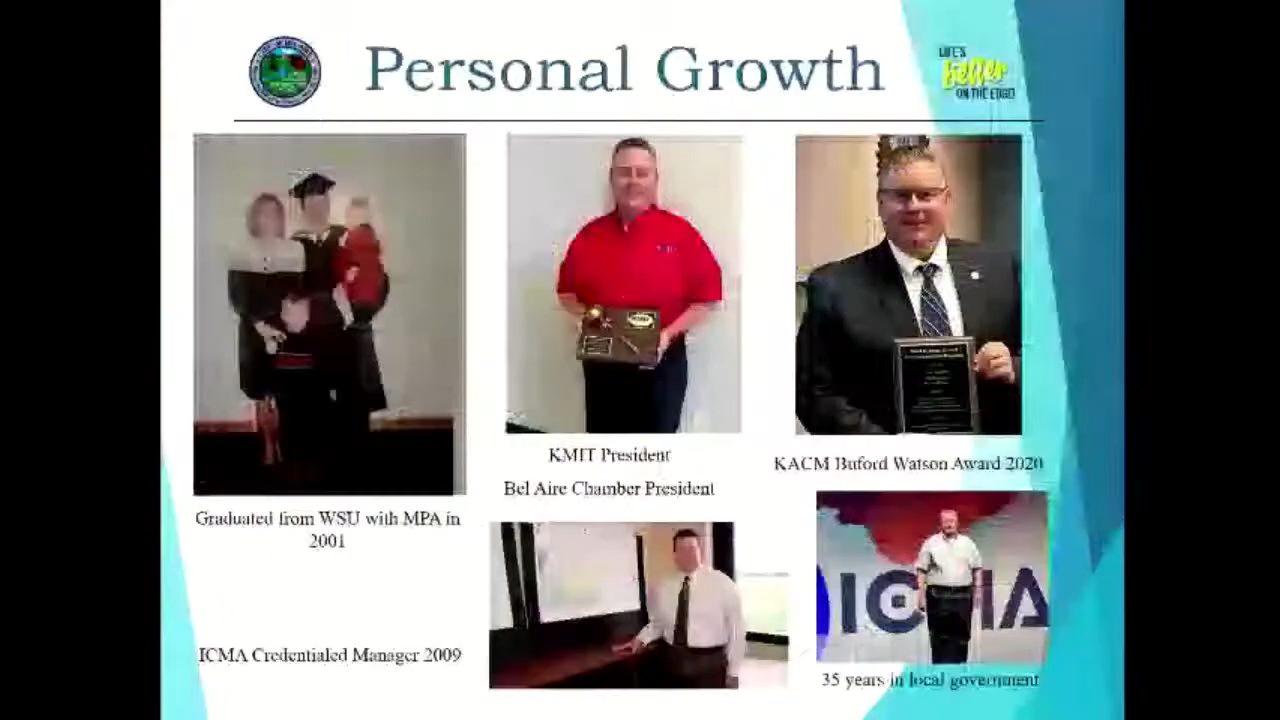 Personal Growth
LIFE'S
better
ON THE EDGE!
KMIT President
Bel Aire Chamber President
KACM Buford Watson Award 2020
Graduated from WSU with MPA in
2001
ICMA
ICMA Credentialed Manager 2009
35 years in local government